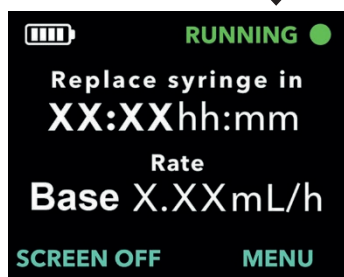 RUNNING
Replace syringe in
XX:XXhh:mm
Rate
Base X.XXmL/h
SCREEN OFF MENU